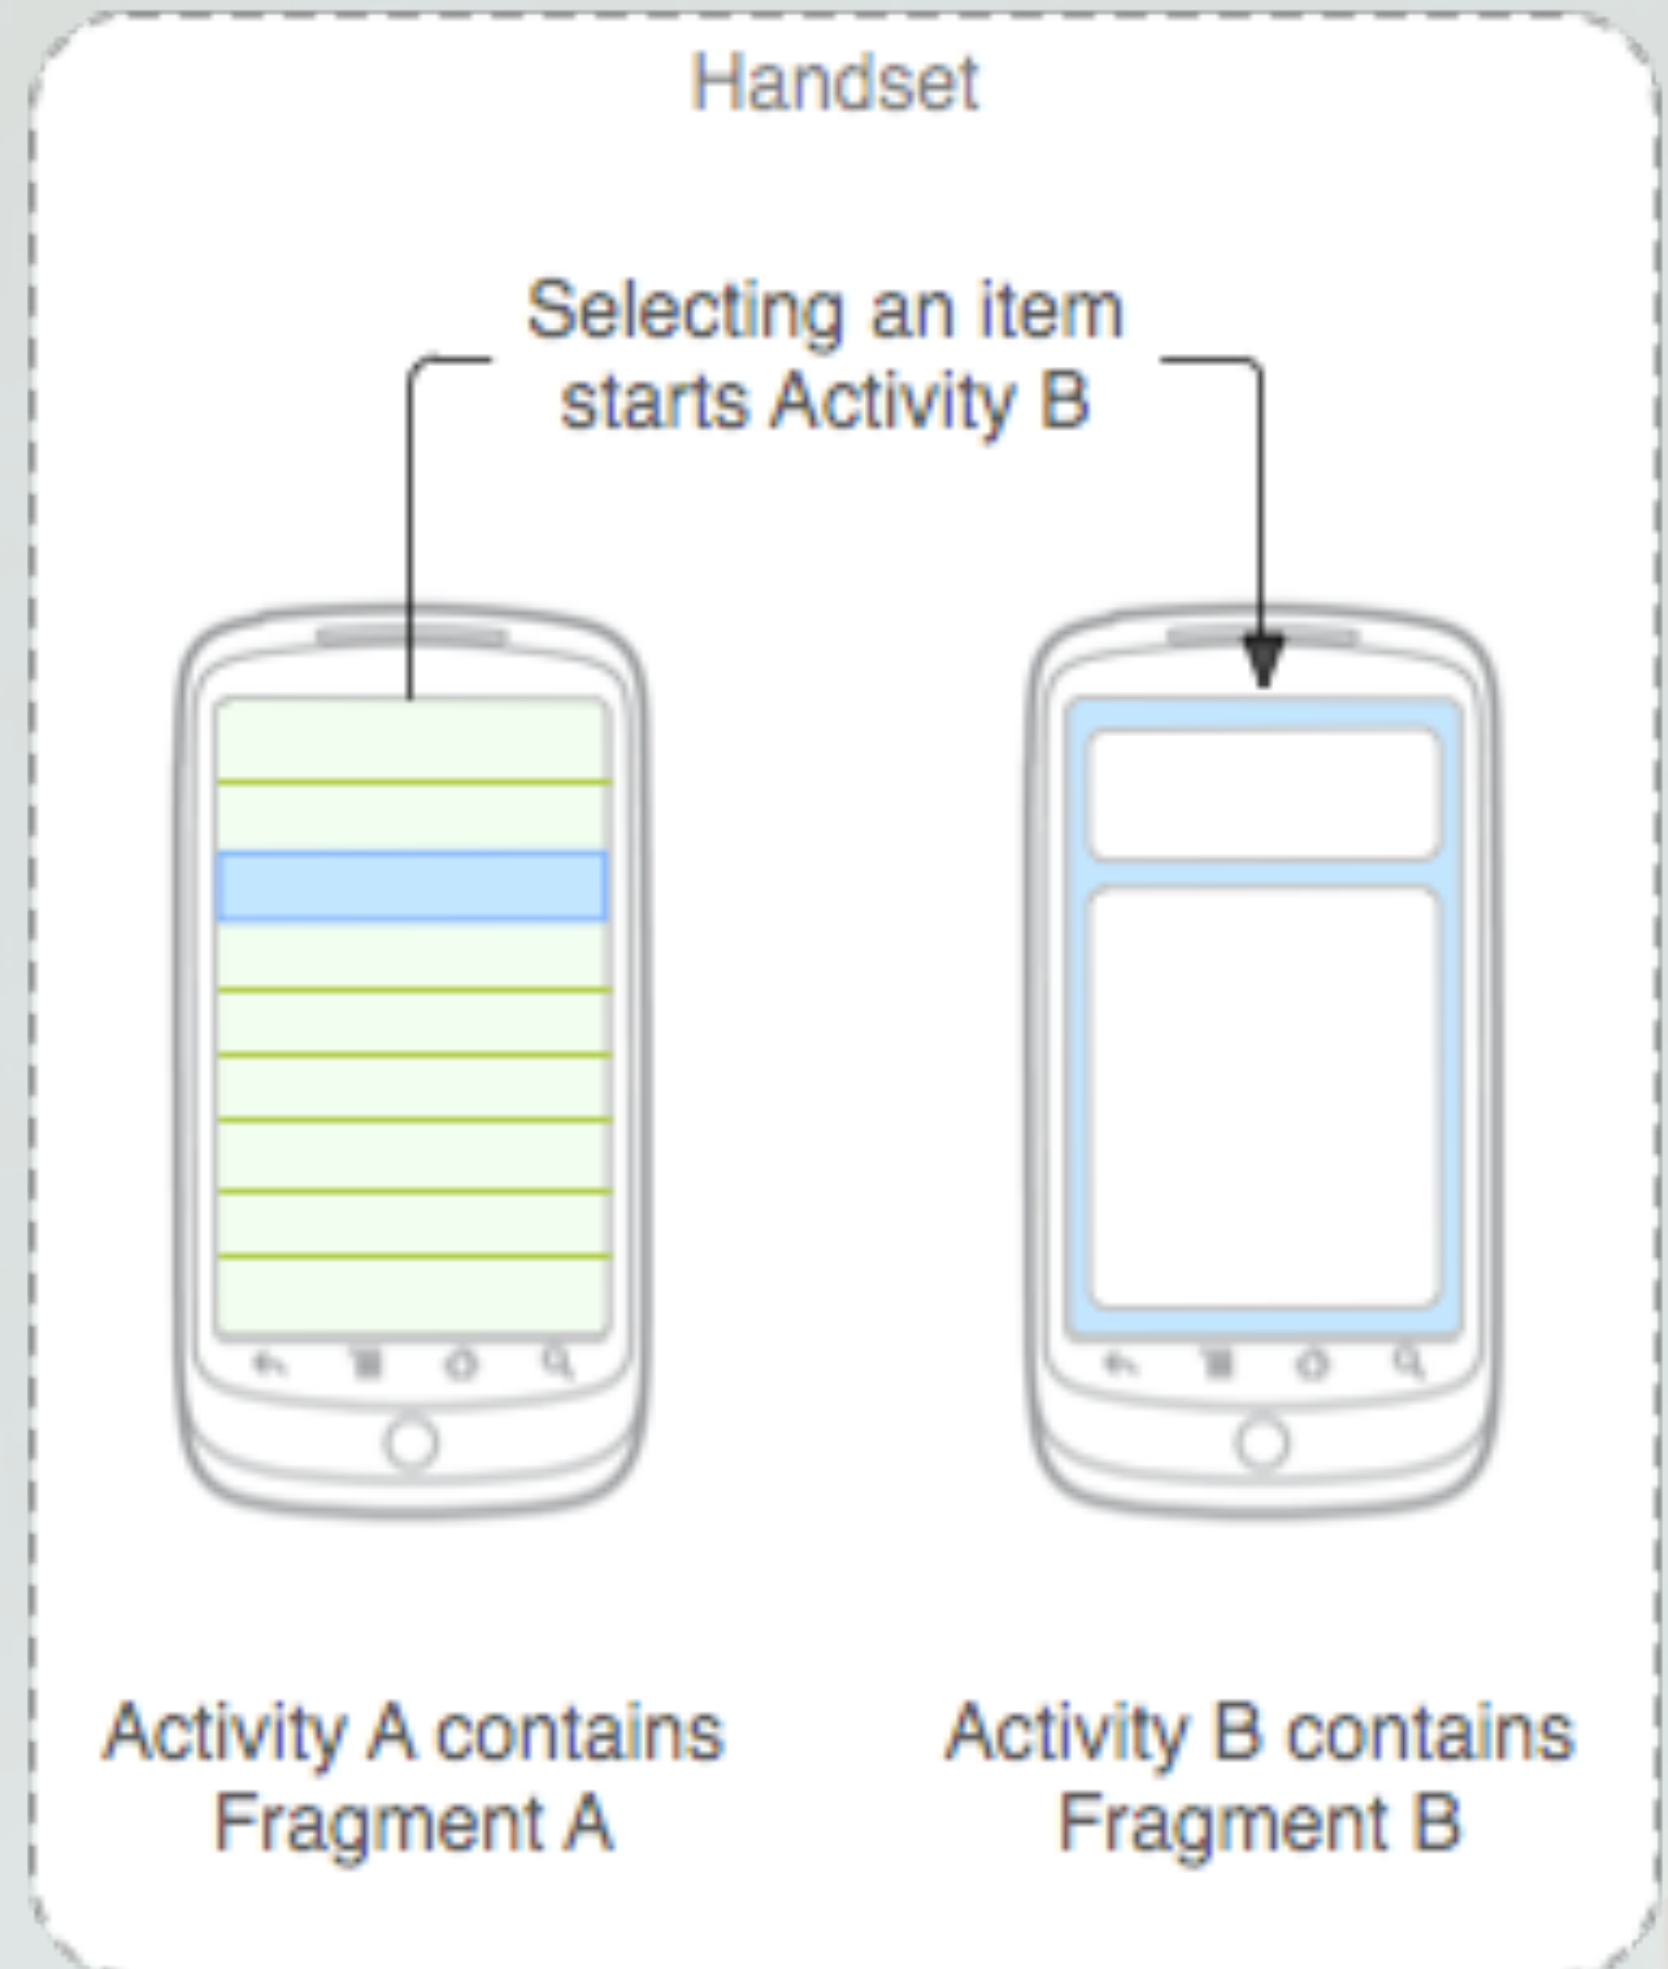 Handset
Selecting an item
starts Activity B
Activity A contains
Fragment A
Activity B contains
Fragment B